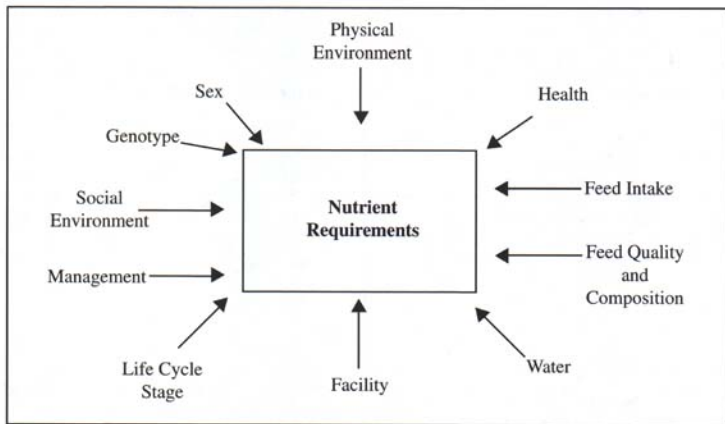 Physical
Environment
Sex
Health
Genotype
Nutrient
Requirements
Social
Environment
Feed Intake
Management
Feed Quality
and
Composition
Life Cycle
Stage
Facility
Water